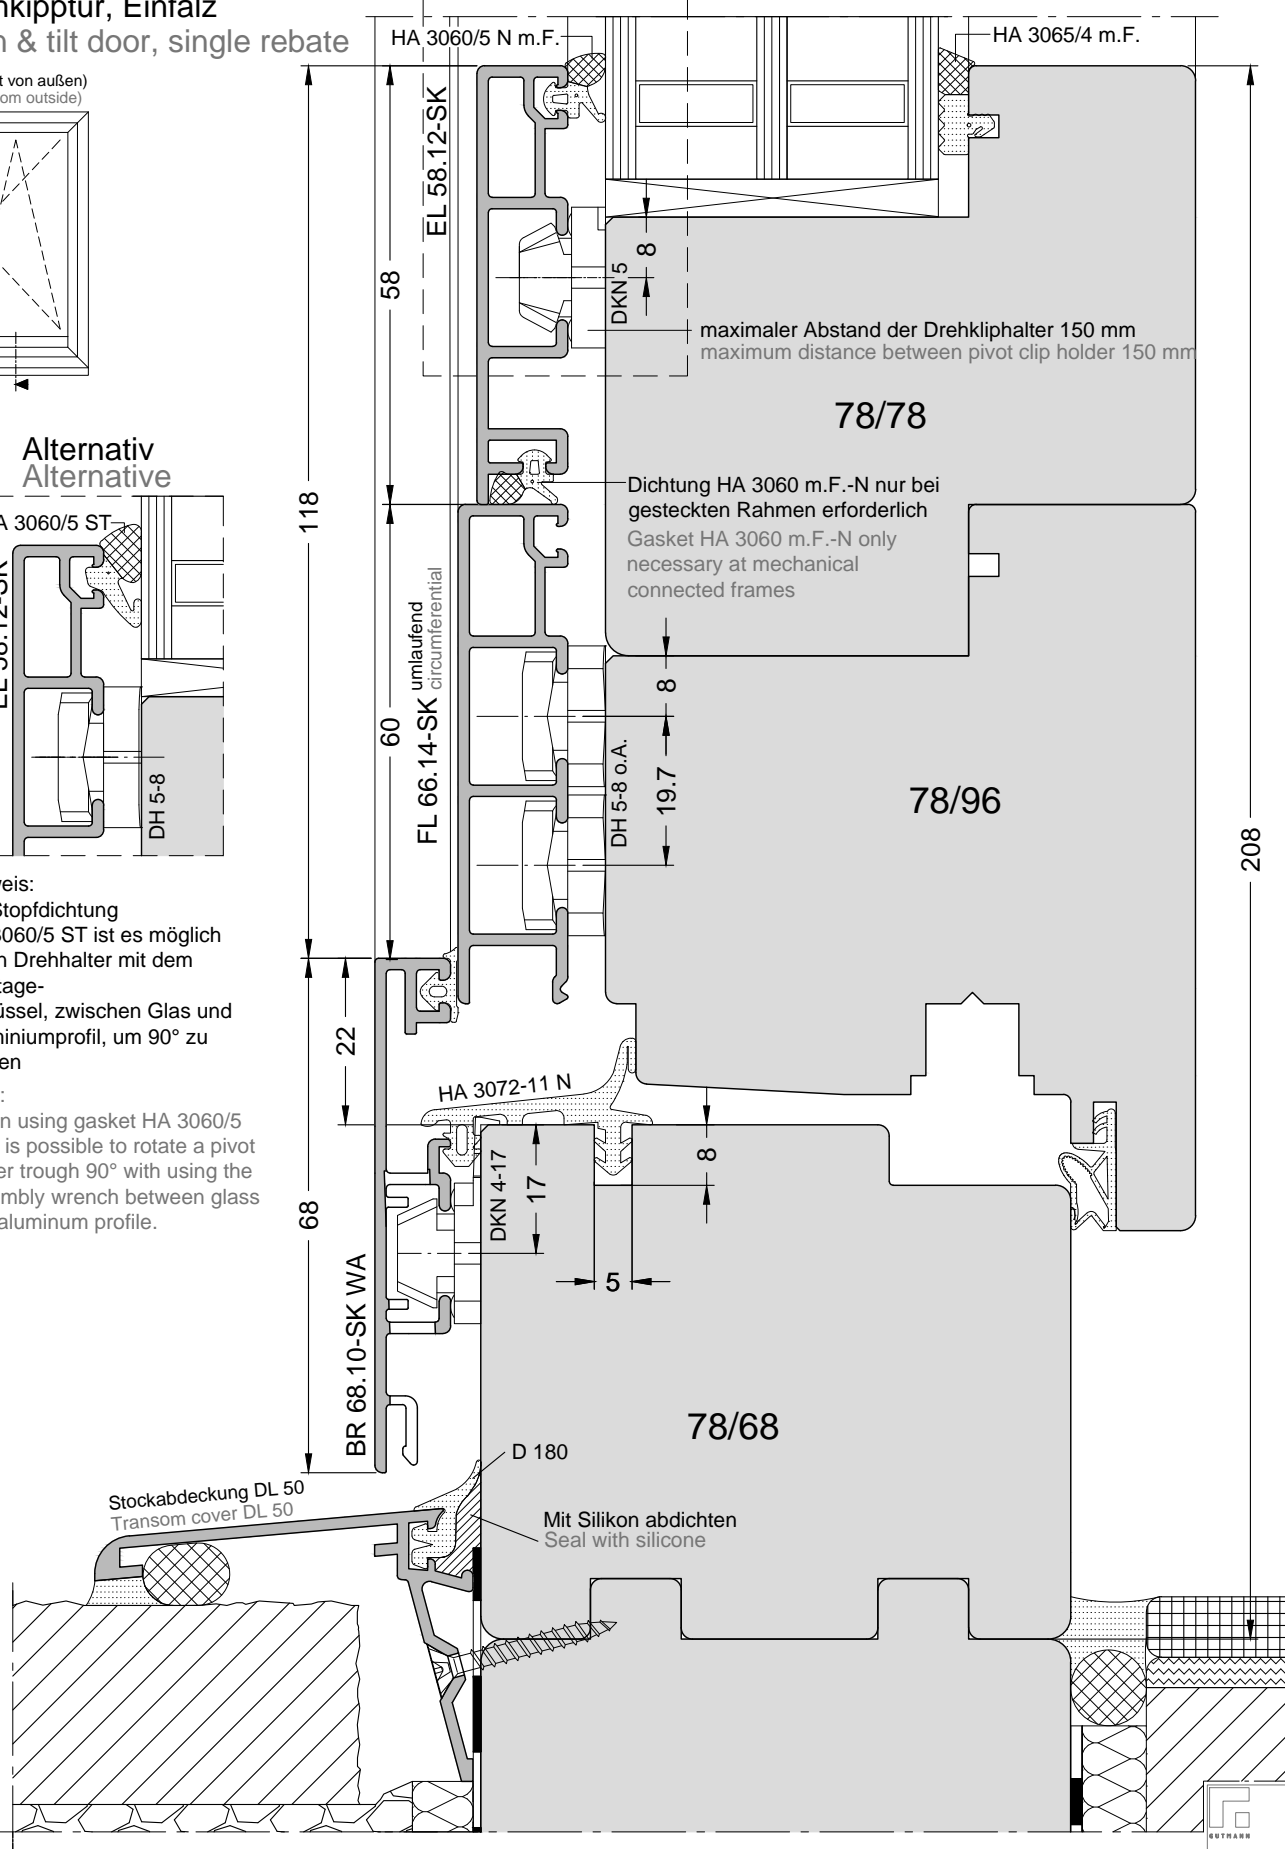 nkipptür, Einfalz
n & tilt door, single rebate
t von außen)
om outside)
HA 3060/5 N m.F.
HA 3065/4 m.F.
EL 58.12-SK
58
118
8
DKN 5
maximaler Abstand der Drehkliphalter 150 mm
maximum distance between pivot clip holder 150 mm
78/78
Alternativ
Alternative
A 3060/5 ST
EL 58.12-SK
DH 5-8
Dichtung HA 3060 m.F.-N nur bei
gesteckten Rahmen erforderlich
Gasket HA 3060 m.F.-N only
necessary at mechanical
connected frames
60
FL 66.14-SK umlaufend
circumferential
8
19.7
DH 5-8 o.A.
78/96
208
weis:
Stopfdichtung
3060/5 ST ist es möglich
n Drehhalter mit dem
tage-
üssel, zwischen Glas und
miniumprofil, um 90° zu
en
:
n using gasket HA 3060/5
is possible to rotate a pivot
er trough 90° with using the
mbly wrench between glass
aluminum profile.
22
68
HA 3072-11 N
DKN 4-17
17
8
5
BR 68.10-SK WA
78/68
D 180
Stockabdeckung DL 50
Transom cover DL 50
Mit Silikon abdichten
Seal with silicone
GUTMANN